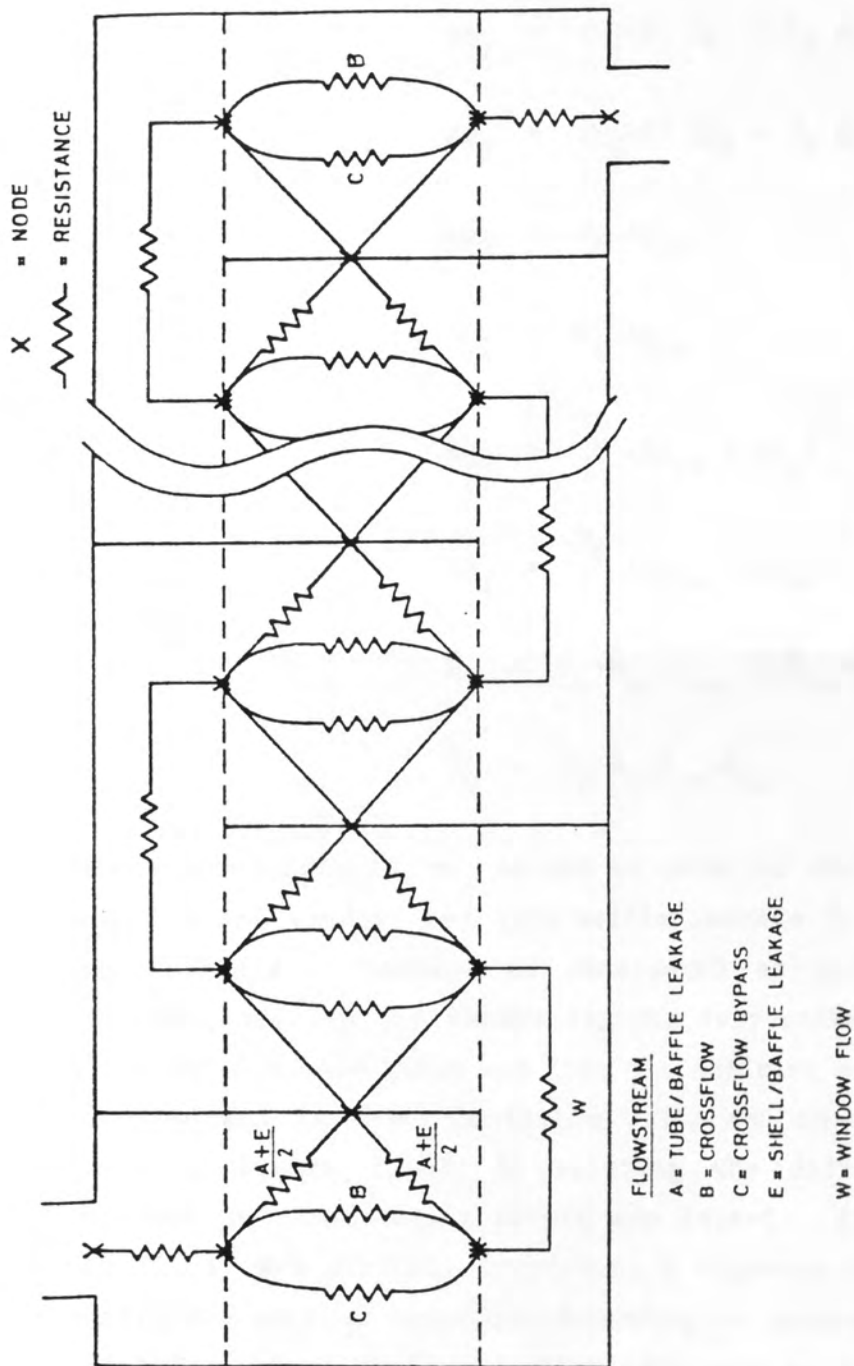 X = NODE
= RESISTANCE
B
C
A+E
2
A+E
2
B
C
W
FLOWSTREAM
A = TUBE/BAFFLE LEAKAGE
B = CROSSFLOW
C = CROSSFLOW BYPASS
E = SHELL/BAFFLE LEAKAGE
W = WINDOW FLOW